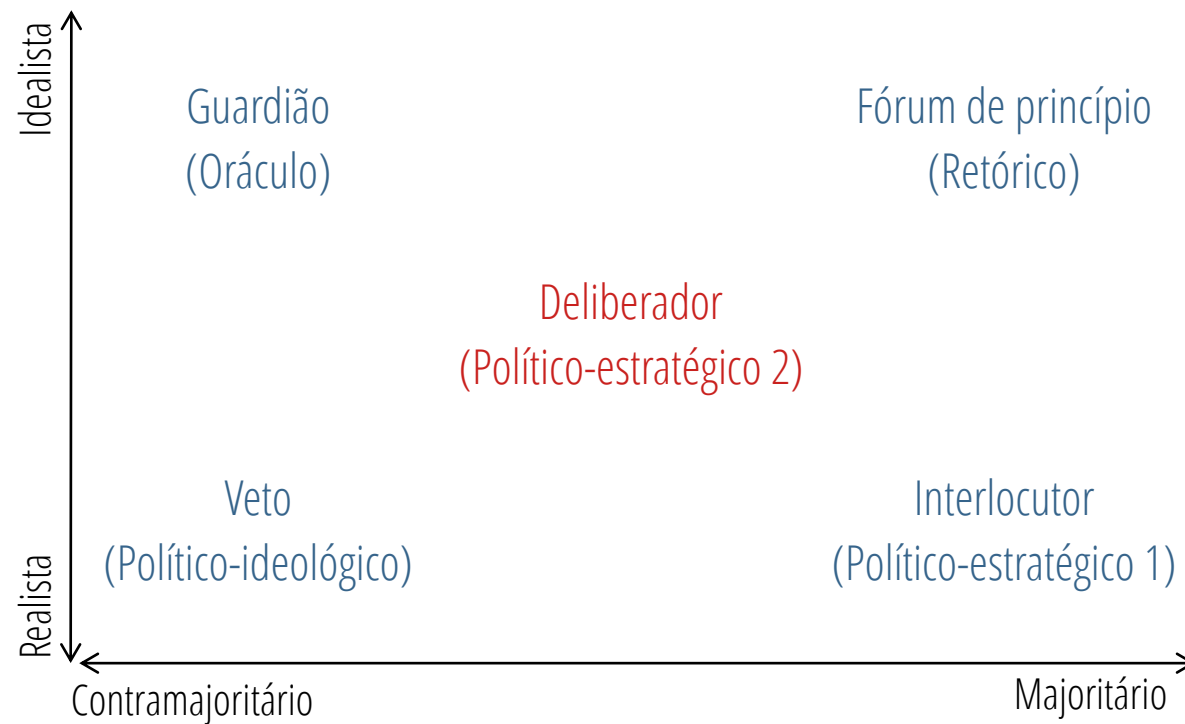 Idealista
Guardião
(Oráculo)
Fórum de princípio
(Retórico)
Deliberador
(Político-estratégico 2)
Veto
(Político-ideológico)
Interlocutor
(Político-estratégico 1)
Realista
Contramajoritário
Majoritário